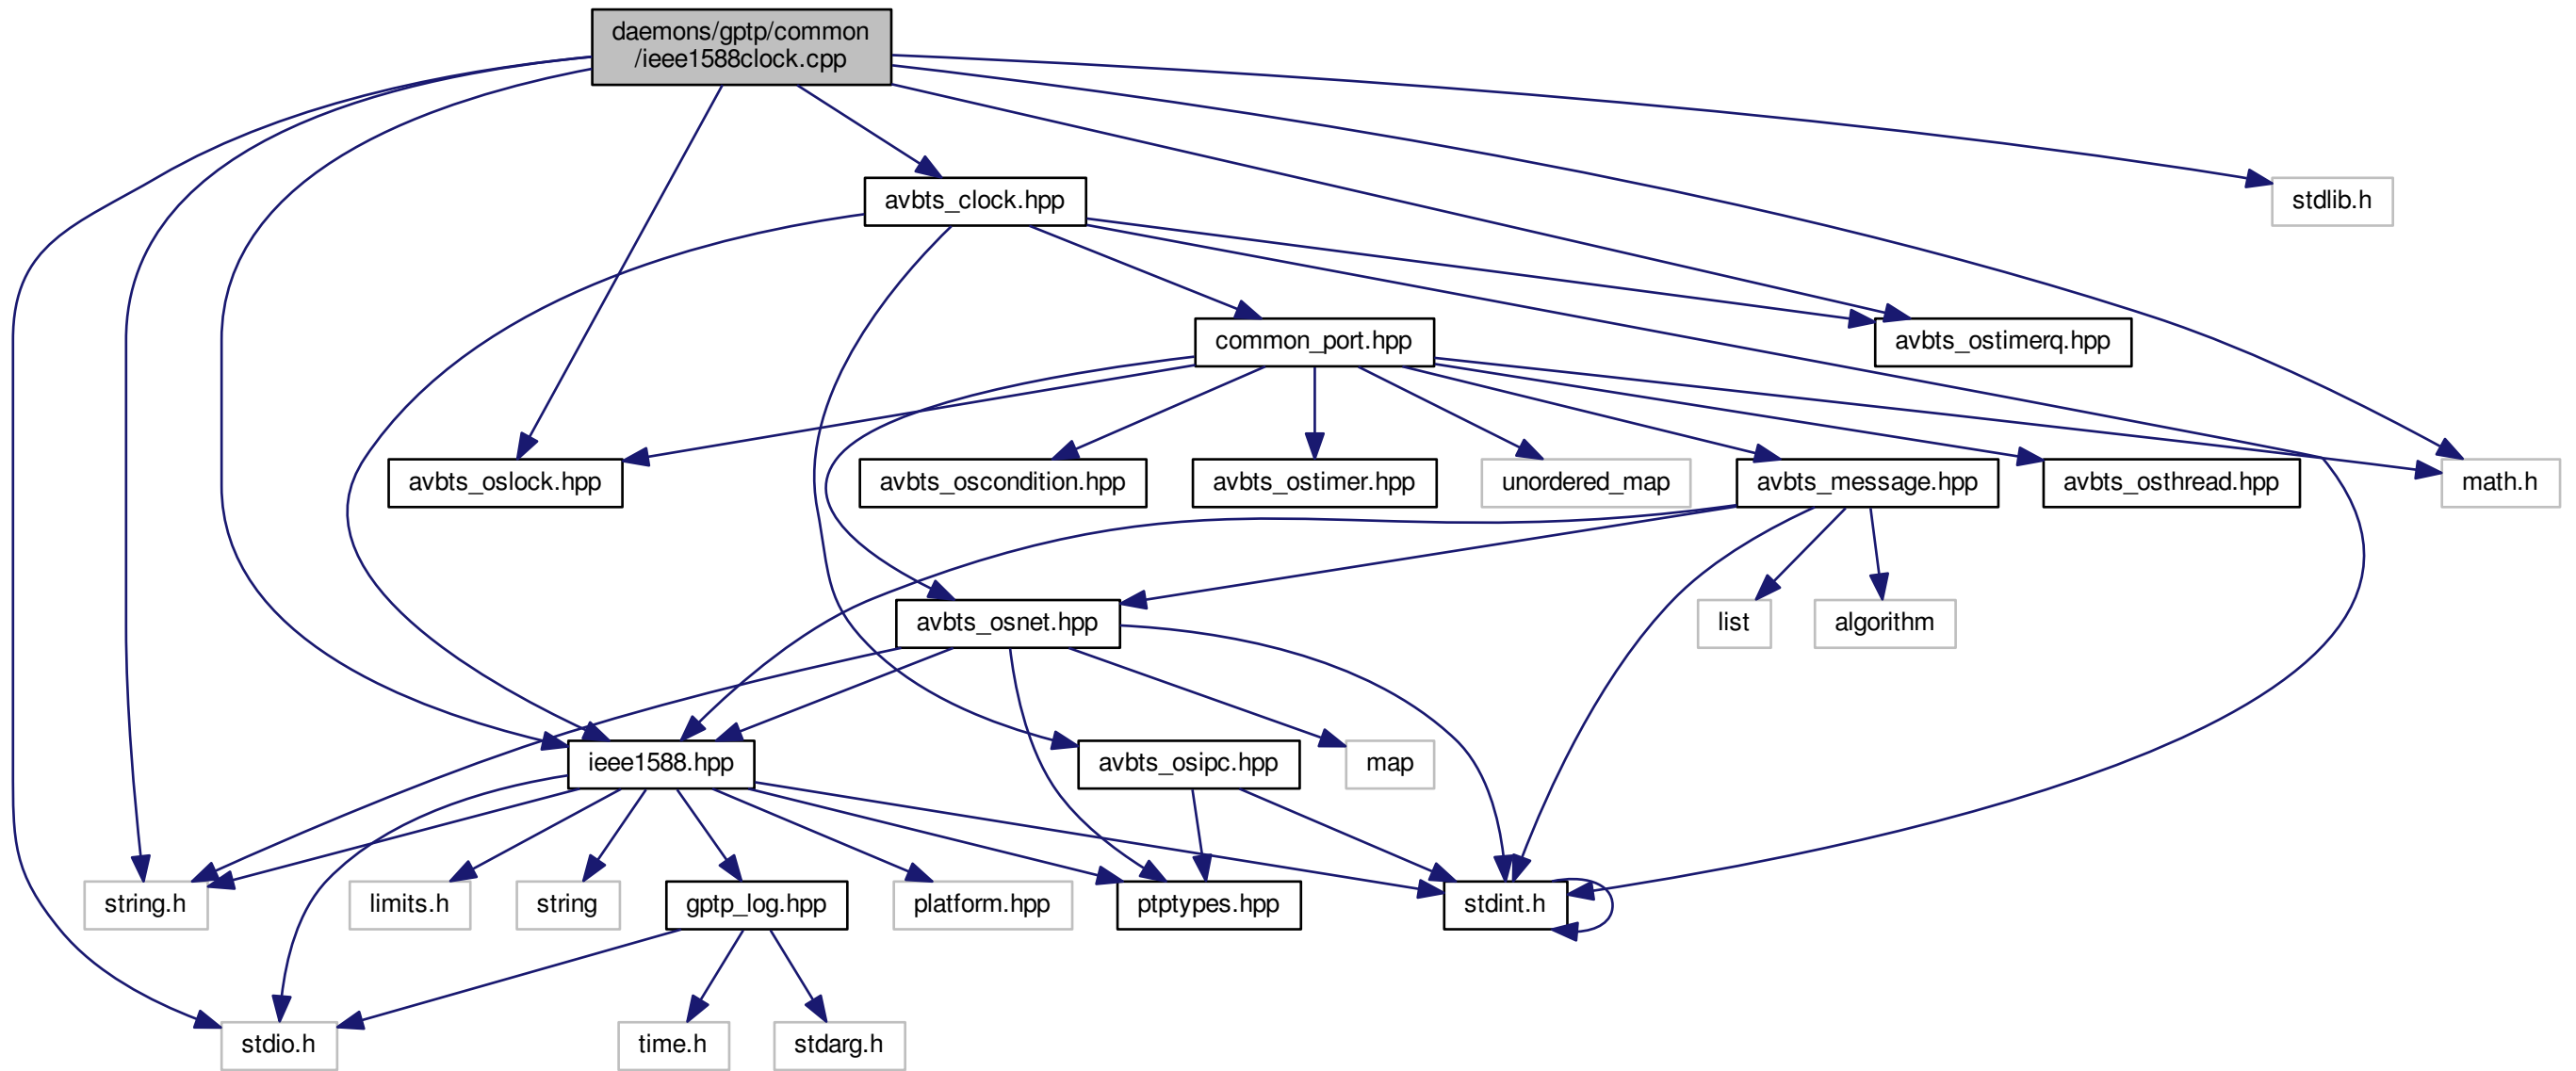 daemons/gptp/common
/ieee1588clock.cpp
avbts_clock.hpp
stdlib.h
common_port.hpp
avbts_ostimerq.hpp
avbts_oslock.hpp
avbts_oscondition.hpp
avbts_ostimer.hpp
unordered_map
avbts_message.hpp
avbts_osthread.hpp
math.h
avbts_osnet.hpp
list
algorithm
ieee1588.hpp
avbts_osipc.hpp
map
string.h
limits.h
string
gptp_log.hpp
platform.hpp
ptptypes.hpp
stdint.h
stdio.h
time.h
stdarg.h